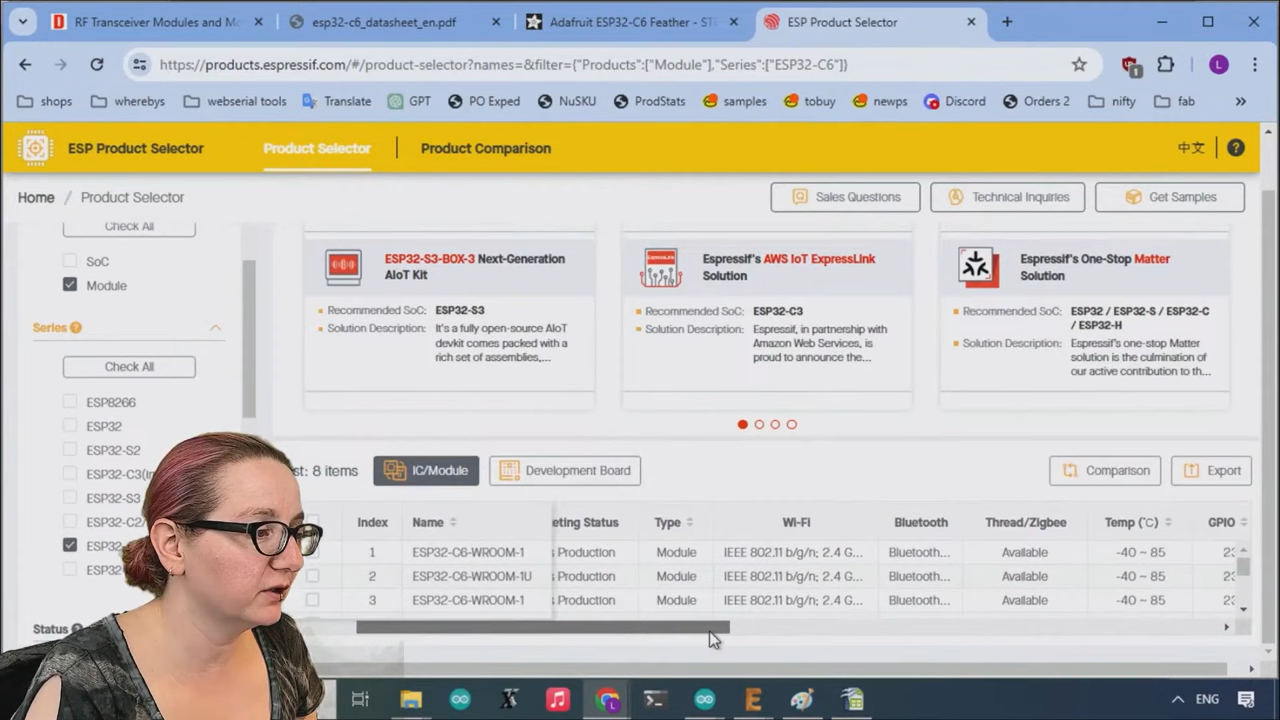 RF Transceiver Modules and Mo
esp32-c6_datasheet_en.pdf
Adafruit ESP32-C6 Feather - STE
ESP Product Selector
https://products.espressif.com/#/product-selector?names=&filter={"Products":["Module"],"Series":["ESP32-C6"]}
shops
whereby
webserial tools
Translate
GPT
PO Exped
NuSKU
ProdStats
samples
tobuy
newps
Discord
Orders 2
nifty
fab
ESP Product Selector
Product Selector
Product Comparison
中文
Home / Product Selector
Sales Questions
Technical Inquiries
Get Samples
Check All
SoC
Module
Series
Check All
ESP8266
ESP32
ESP32-S2
ESP32-C3(in
ESP32-S3
ESP32-C2
ESP32-
ESP32
Status
ESP32-S3-BOX-3 Next-Generation
AIoT Kit
Recommended SoC: ESP32-S3
Solution Description: It's a fully open-source AIoT
devkit comes packed with a
rich set of assemblies,...
Espressif's AWS IoT ExpressLink
Solution
Recommended SoC: ESP32-C3
Solution Description: Espressif, in partnership with
Amazon Web Services, is
proud to announce the...
Espressif's One-Stop Matter
Solution
Recommended SoC: ESP32 / ESP32-S / ESP32-C
/ ESP32-H
Solution Description: Espressif's one-stop Matter
solution is the culmination of
our active contribution to th...
st: 8 items
IC/Module
Development Board
Comparison
Export
Index Name eting Status Type Wi-Fi Bluetooth Thread/Zigbee Temp (°C) GPIO
1 ESP32-C6-WROOM-1 s Production Module IEEE 802.11 b/g/n; 2.4 G... Bluetooth... Available -40 ~ 85 23
2 ESP32-C6-WROOM-1U s Production Module IEEE 802.11 b/g/n; 2.4 G... Bluetooth... Available -40 ~ 85 23
3 ESP32-C6-WROOM-1 s Production Module IEEE 802.11 b/g/n; 2.4 G... Bluetooth... Available -40 ~ 85 23
ENG